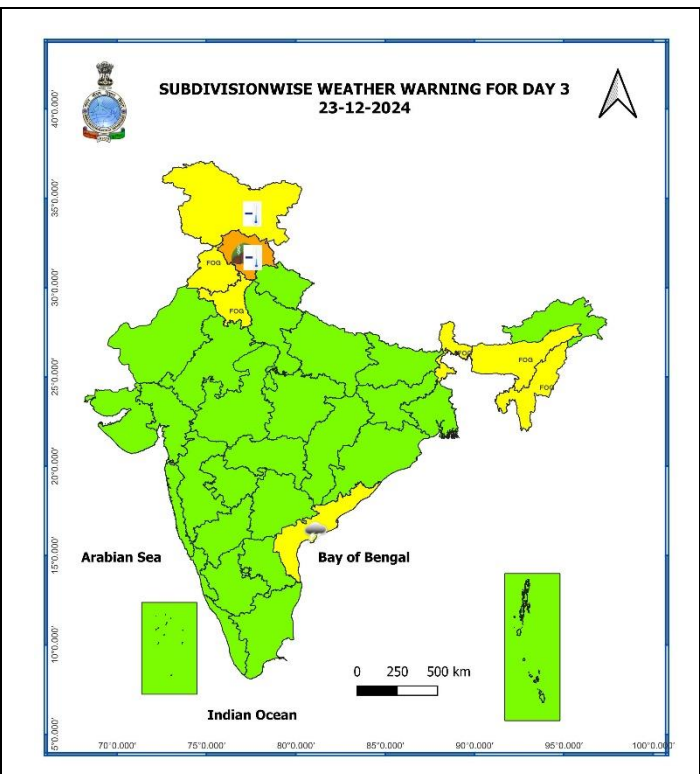 SUBDIVISIONWISE WEATHER WARNING FOR DAY 3
23-12-2024
40°0.000'
35°0.000'
30°0.000'
25°0.000'
20°0.000'
15°0.000'
10°0.000'
5°0.000'
FOG
FOG
FOG
FOG
FOG
Arabian Sea
Bay of Bengal
0 250 500 km
Indian Ocean
70°0.000' 75°0.000' 80°0.000' 85°0.000' 90°0.000' 95°0.000' 100°0.000'